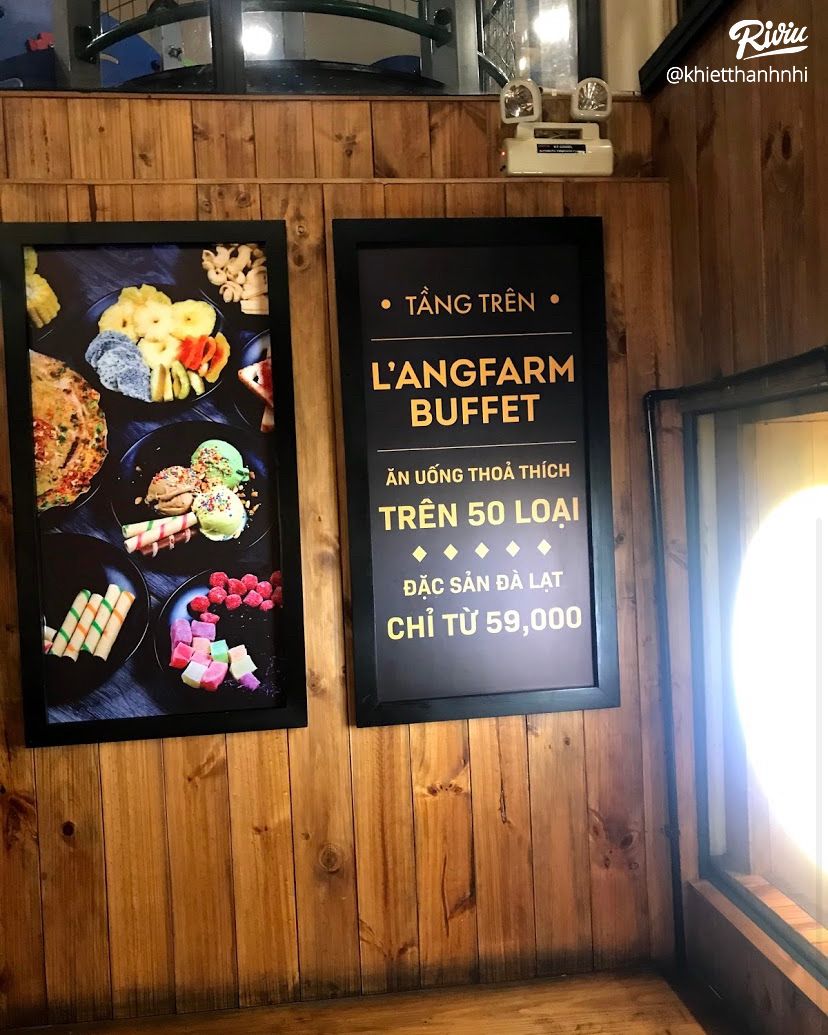 Riviu
@khietthanhnhi
• TẦNG TRÊN •
L'ANGFARM
BUFFET
ĂN UỐNG THOẢ THÍCH
TRÊN 50 LOẠI
ĐẶC SẢN ĐÀ LẠT
CHỈ TỪ 59,000